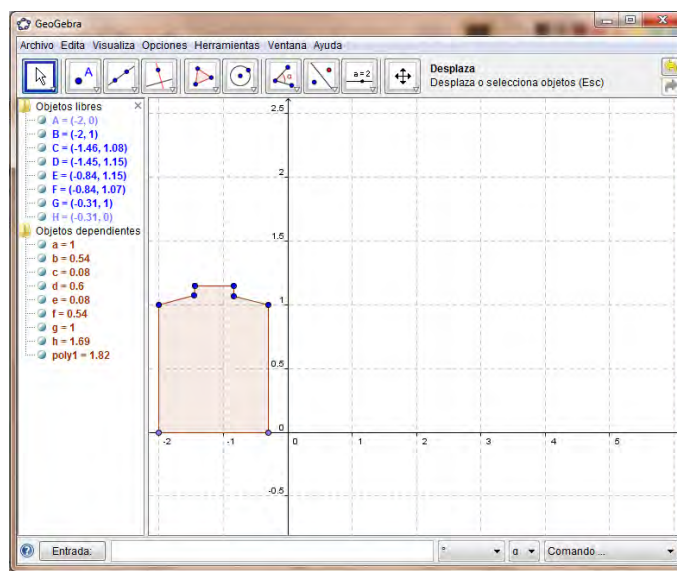 GeoGebra
Archivo Edita Visualiza Opciones Herramientas Ventana Ayuda
A
α
a=2
Desplaza
Desplaza o selecciona objetos (Esc)
Objetos libres
A = (-2, 0)
B = (-2, 1)
C = (-1.46, 1.08)
D = (-1.45, 1.15)
E = (-0.84, 1.15)
F = (-0.84, 1.07)
G = (-0.31, 1)
H = (-0.31, 0)
Objetos dependientes
a = 1
b = 0.54
c = 0.08
d = 0.6
e = 0.08
f = 0.54
g = 1
h = 1.69
poly1 = 1.82
2.5
2
1.5
1
0.5
0
-2 -1 0 1 2 3 4 5
-0.5
Entrada:
° α Comando ...